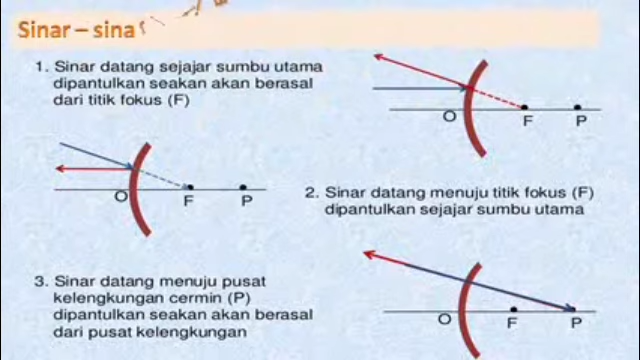 Sinar – sina
1. Sinar datang sejajar sumbu utama
dipantulkan seakan akan berasal
dari titik fokus (F)
O F P
O F P
2. Sinar datang menuju titik fokus (F)
dipantulkan sejajar sumbu utama
3. Sinar datang menuju pusat
kelengkungan cermin (P)
dipantulkan seakan akan berasal
dari pusat kelengkungan
O F P